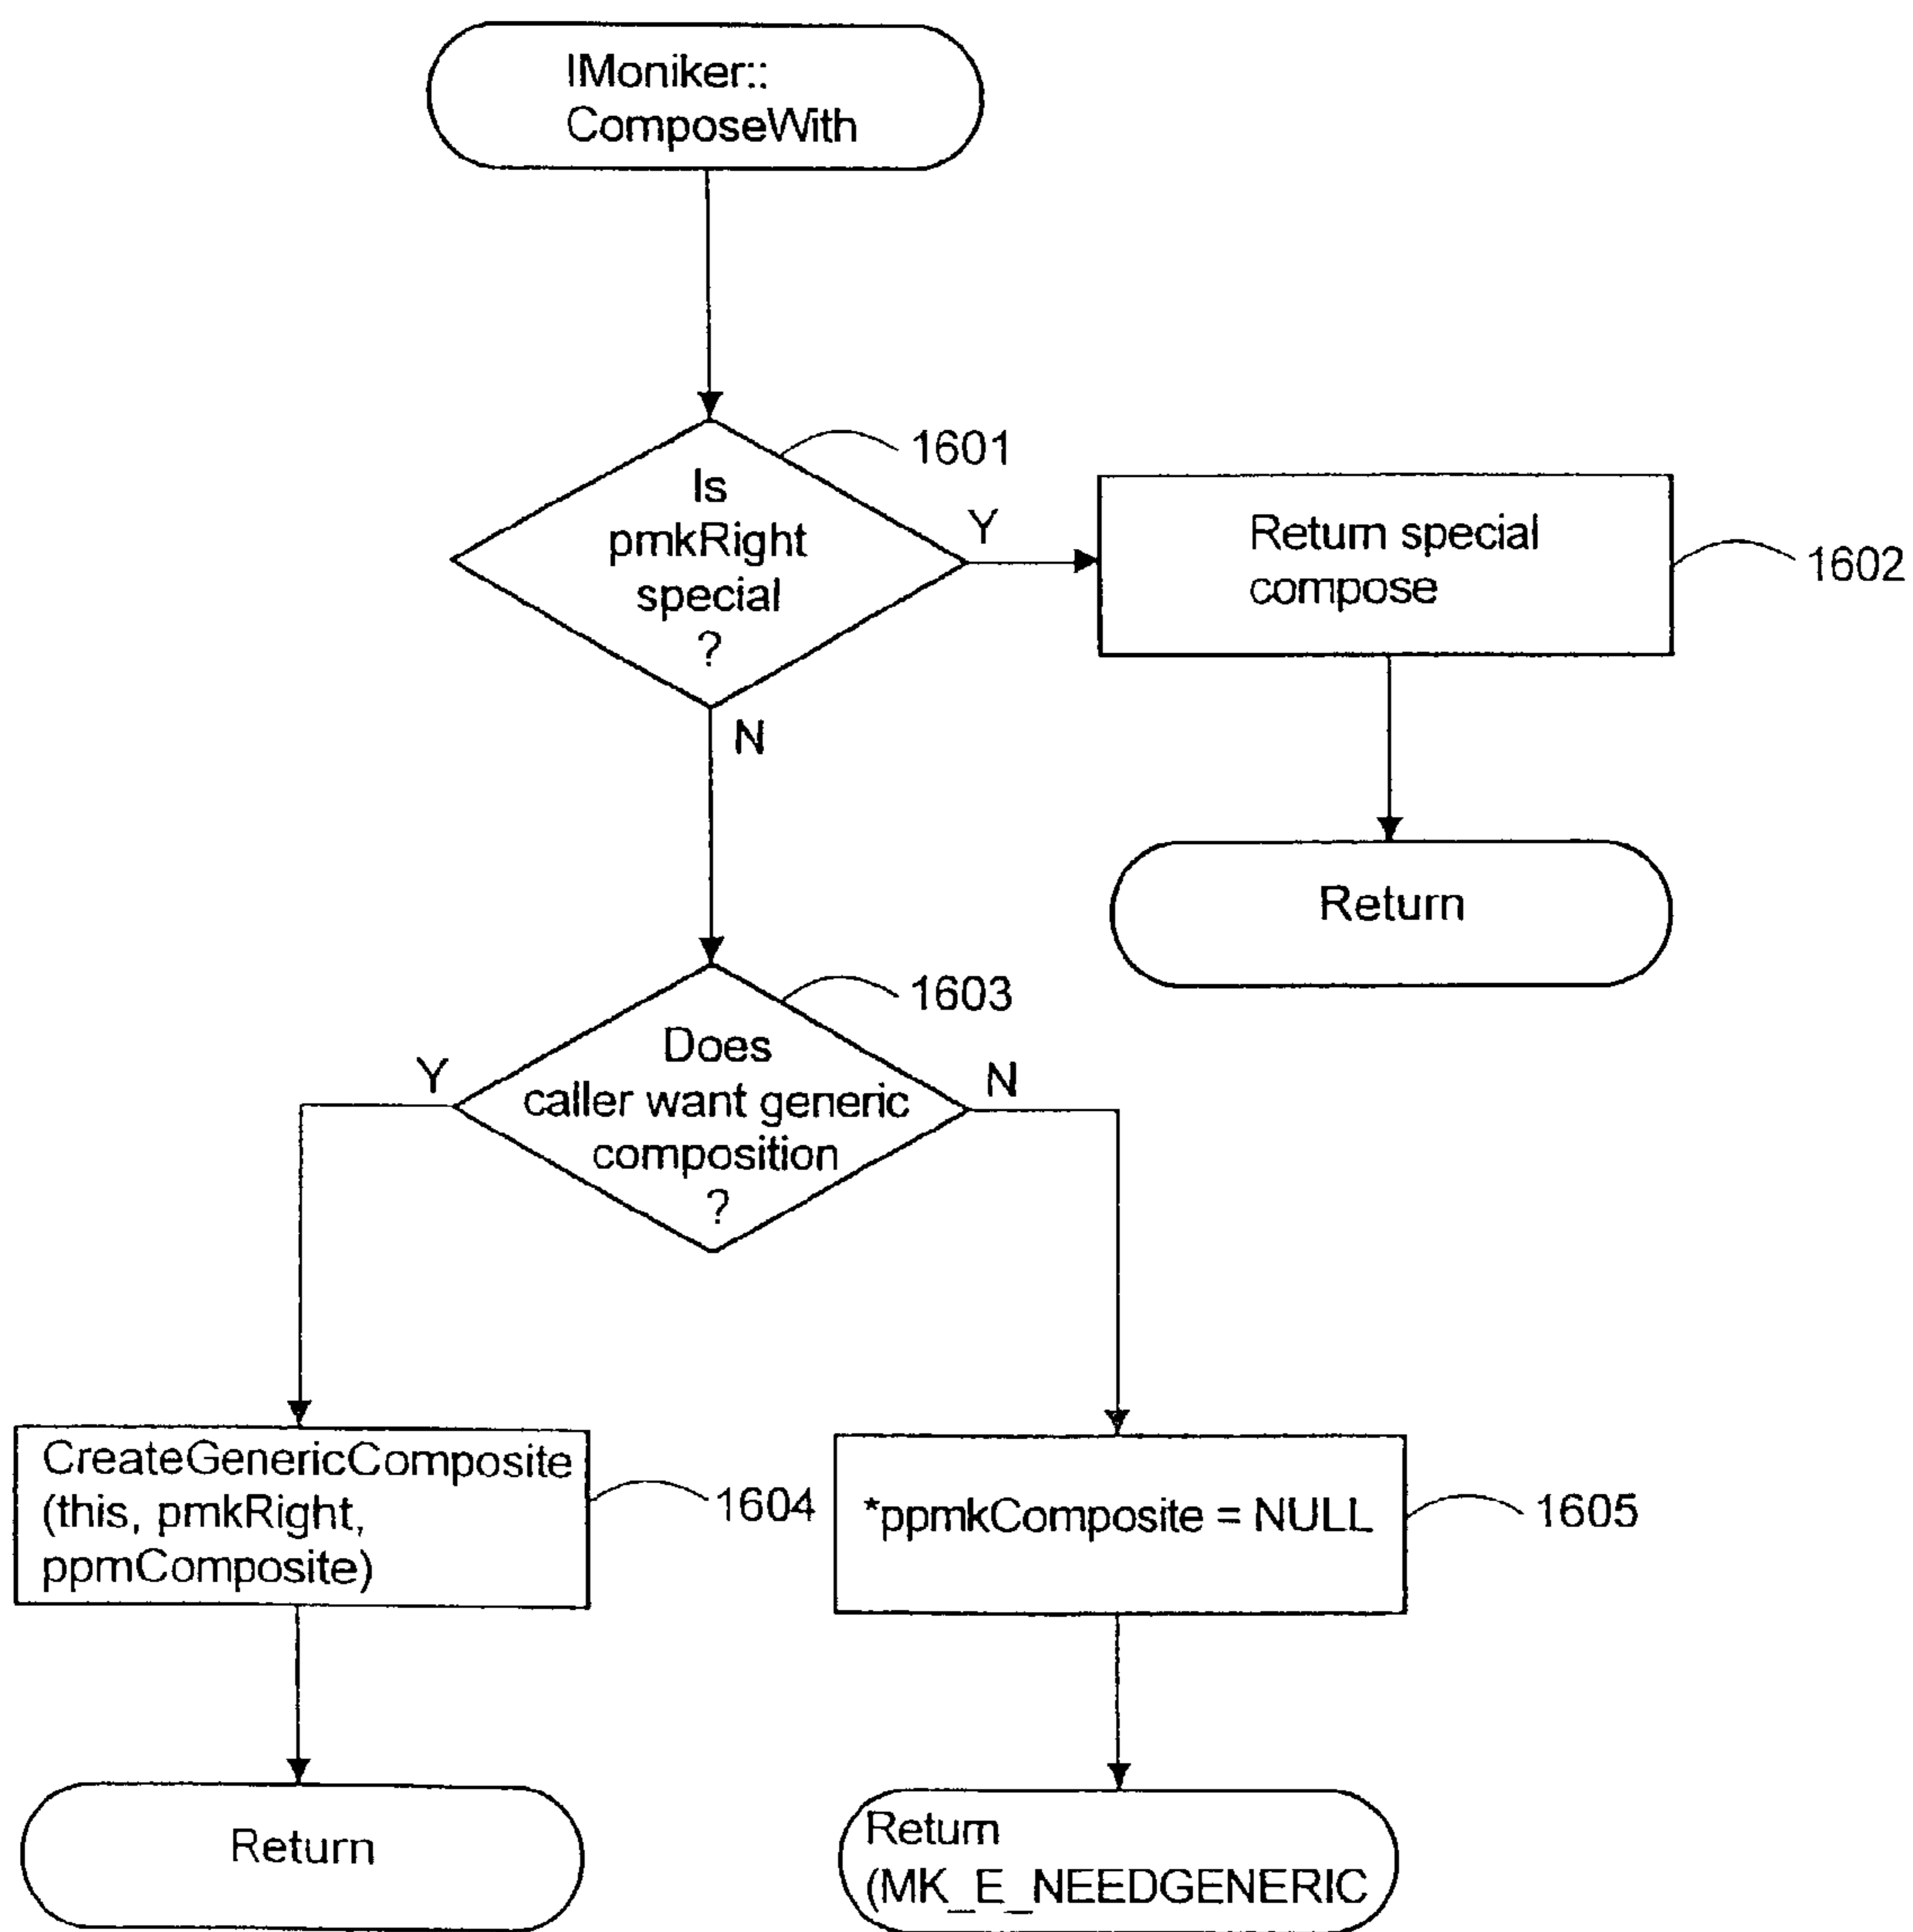 IMoniker::
ComposeWith
1601
Is
pmkRight
special
?
Y
Return special
compose
1602
N
Return
1603
Does
caller want generic
composition
?
Y
N
CreateGenericComposite
(this, pmkRight,
ppmComposite)
1604
*ppmkComposite = NULL
1605
Return
Return
(MK_E_NEEDGENERIC